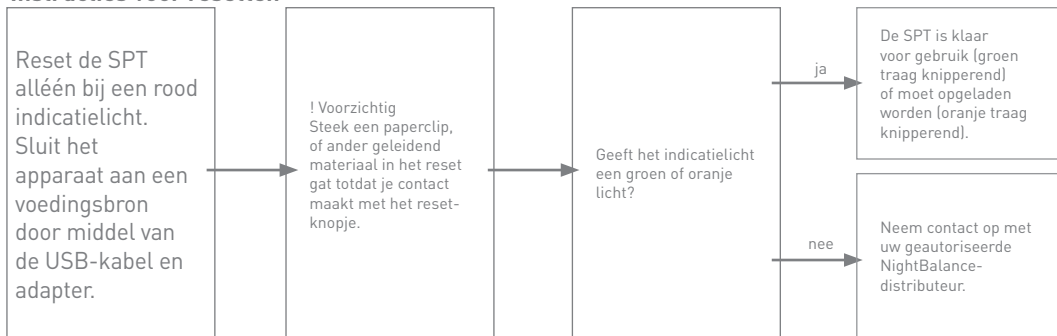 Reset de SPT
alléén bij een rood
indicatielicht.
Sluit het
apparaat aan een
voedingsbron
door middel van
de USB-kabel en
adapter.
! Voorzichtig
Steek een paperclip,
of ander geleidend
materiaal in het reset
gat totdat je contact
maakt met het reset-
knopje.
Geeft het indicatielicht
een groen of oranje
licht?
ja
De SPT is klaar
voor gebruik (groen
traag knipperend)
of moet opgeladen
worden (oranje traag
knipperend).
nee
Neem contact op met
uw geautoriseerde
NightBalance-
distributeur.